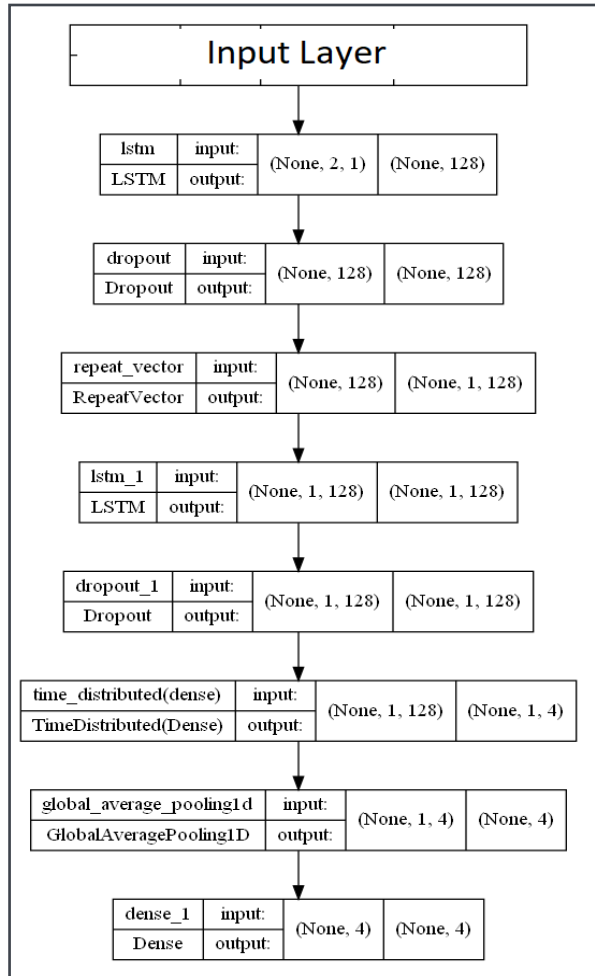 Input Layer
lstm input: (None, 2, 1) (None, 128)
LSTM output:
dropout input: (None, 128) (None, 128)
Dropout output:
repeat_vector input: (None, 128) (None, 1, 128)
RepeatVector output:
lstm_1 input: (None, 1, 128) (None, 1, 128)
LSTM output:
dropout_1 input: (None, 1, 128) (None, 1, 128)
Dropout output:
time_distributed(dense) input: (None, 1, 128) (None, 1, 4)
TimeDistributed(Dense) output:
global_average_pooling1d input: (None, 1, 4) (None, 4)
GlobalAveragePooling1D output:
dense_1 input: (None, 4) (None, 4)
Dense output: